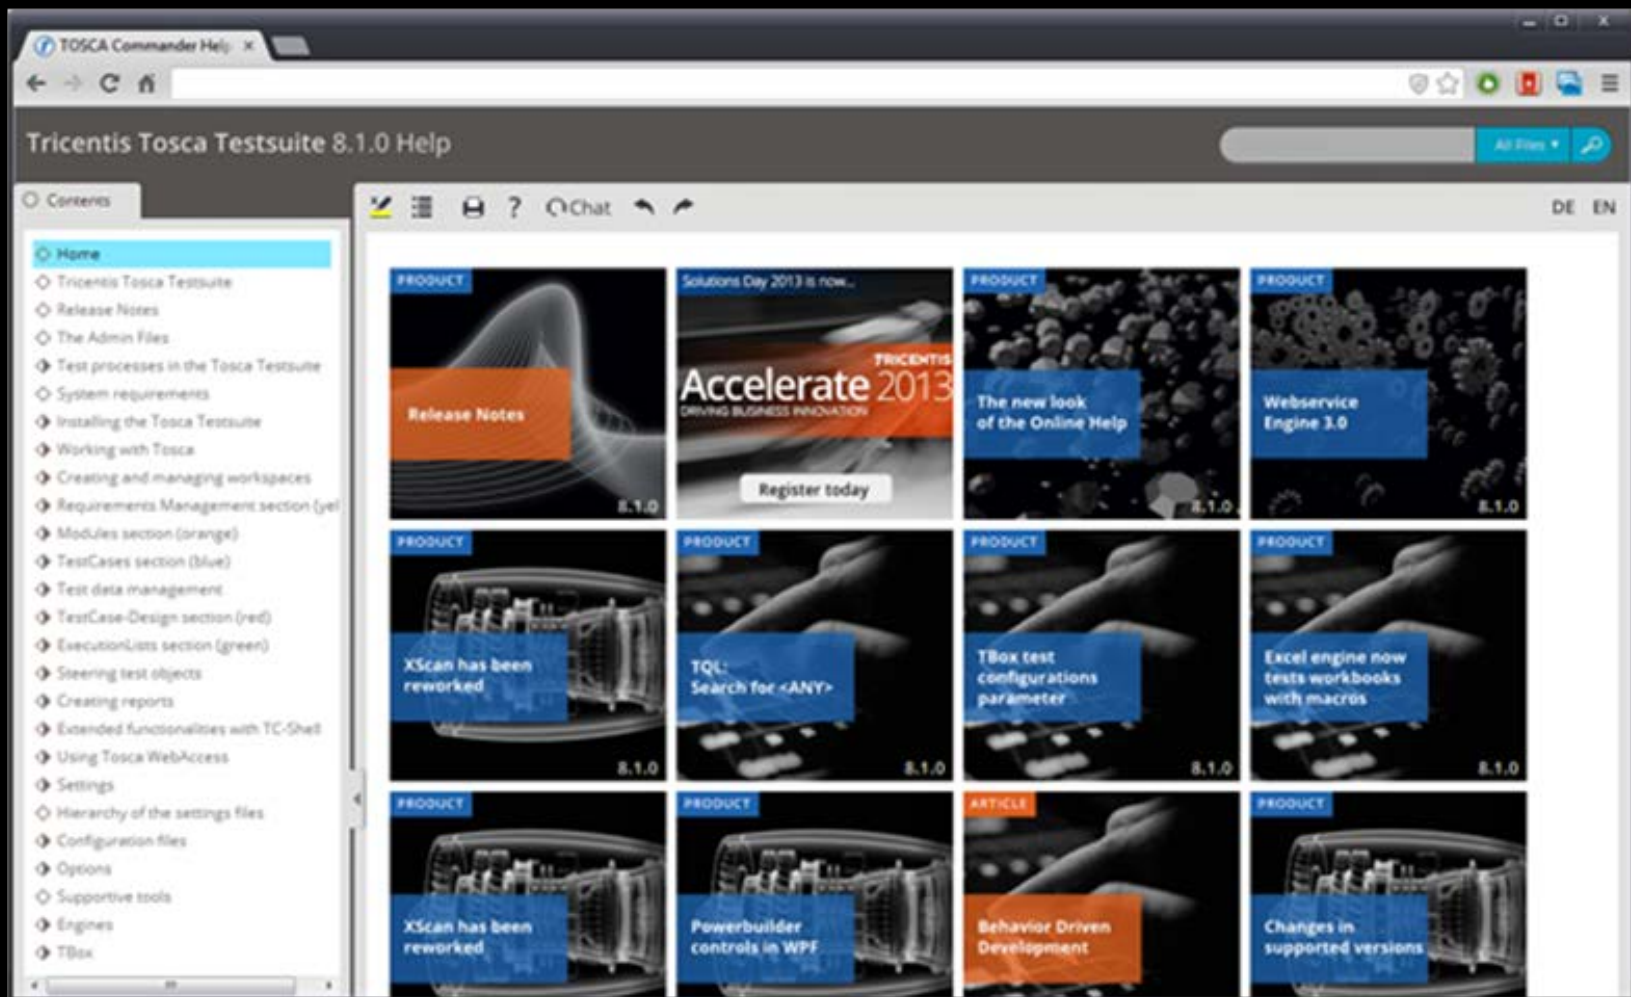 TOSCA Commander Help
Tricentis Tosca Testsuite 8.1.0 Help
All Files
Contents
Chat
DE EN
Home
Tricentis Tosca Testsuite
Release Notes
The Admin Files
Test processes in the Tosca Testsuite
System requirements
Installing the Tosca Testsuite
Working with Tosca
Creating and managing workspaces
Requirements Management section (yel
Modules section (orange)
TestCases section (blue)
Test data management
TestCase-Design section (red)
ExecutionLists section (green)
Steering test objects
Creating reports
Extended functionalities with TC-Shell
Using Tosca WebAccess
Settings
Hierarchy of the settings files
Configuration files
Options
Supportive tools
Engines
TBox
PRODUCT
Release Notes
8.1.0
Solutions Day 2013 is now...
TRICENTIS
Accelerate 2013
DRIVING BUSINESS INNOVATION
Register today
PRODUCT
The new look
of the Online Help
8.1.0
PRODUCT
Webservice
Engine 3.0
8.1.0
PRODUCT
XScan has been
reworked
8.1.0
PRODUCT
TQL:
Search for <ANY>
8.1.0
PRODUCT
TBox test
configurations
parameter
8.1.0
PRODUCT
Excel engine now
tests workbooks
with macros
8.1.0
PRODUCT
XScan has been
reworked
PRODUCT
Powerbuilder
controls in WPF
ARTICLE
Behavior Driven
Development
PRODUCT
Changes in
supported versions